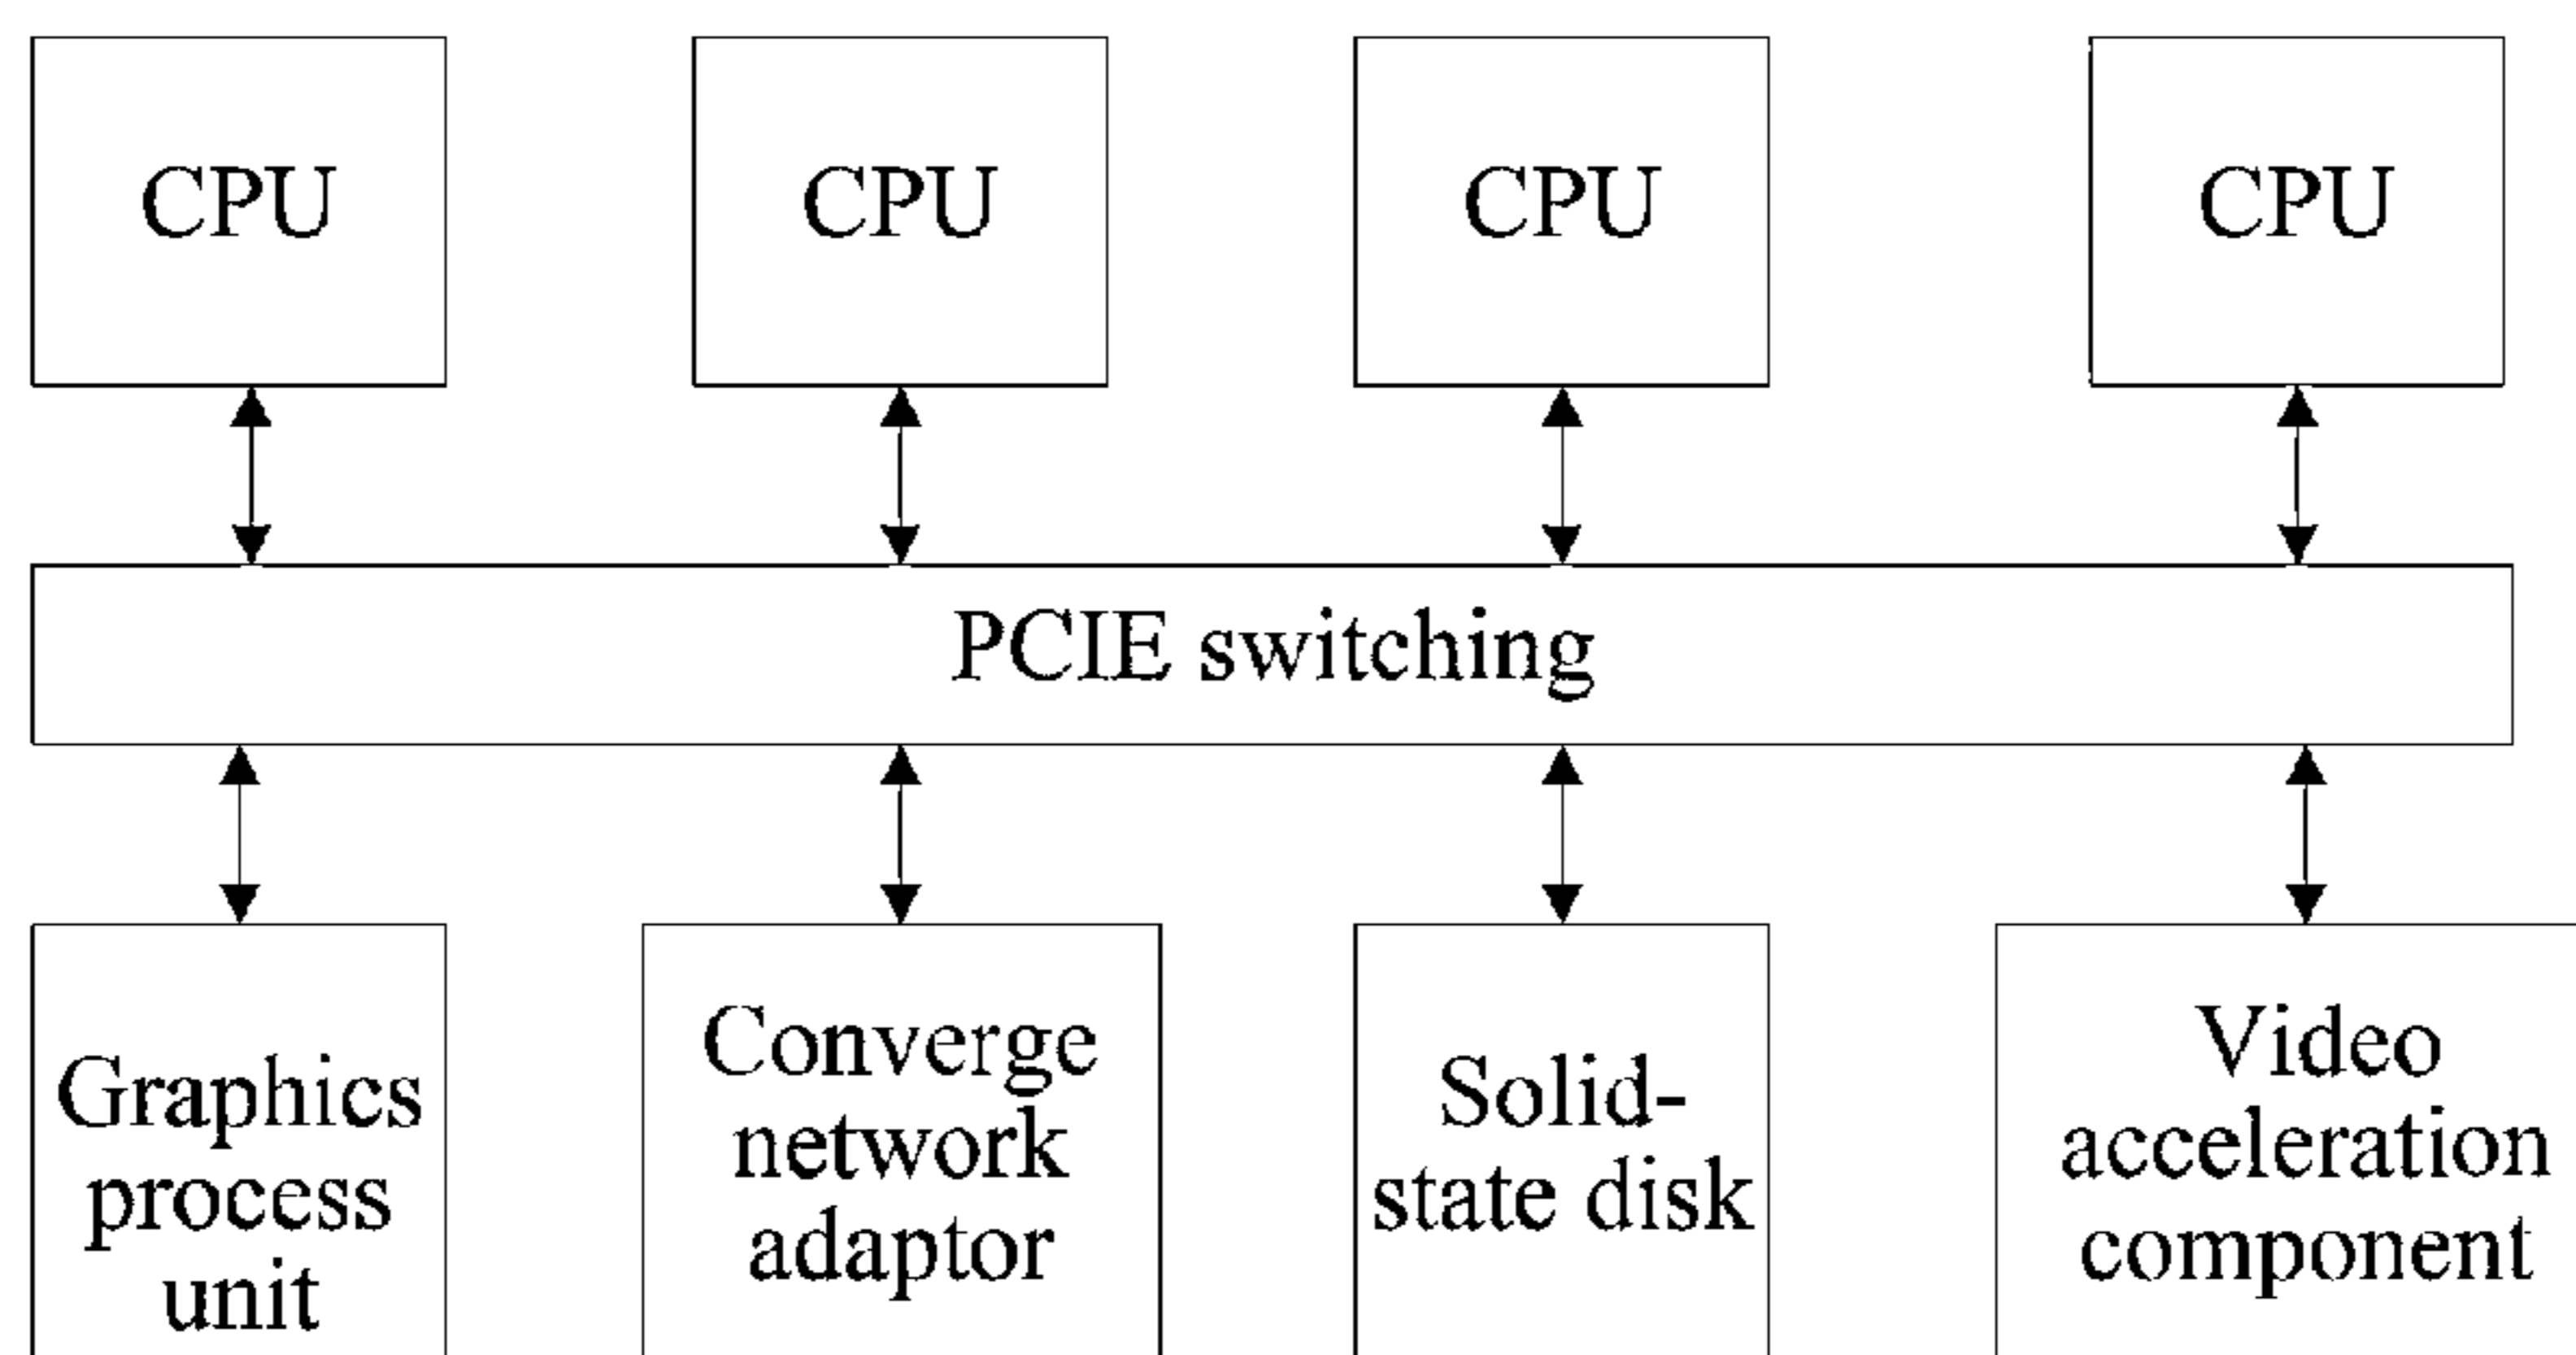 CPU
CPU
CPU
CPU
PCIE switching
Graphics
process
unit
Converge
network
adaptor
Solid-
state disk
Video
acceleration
component